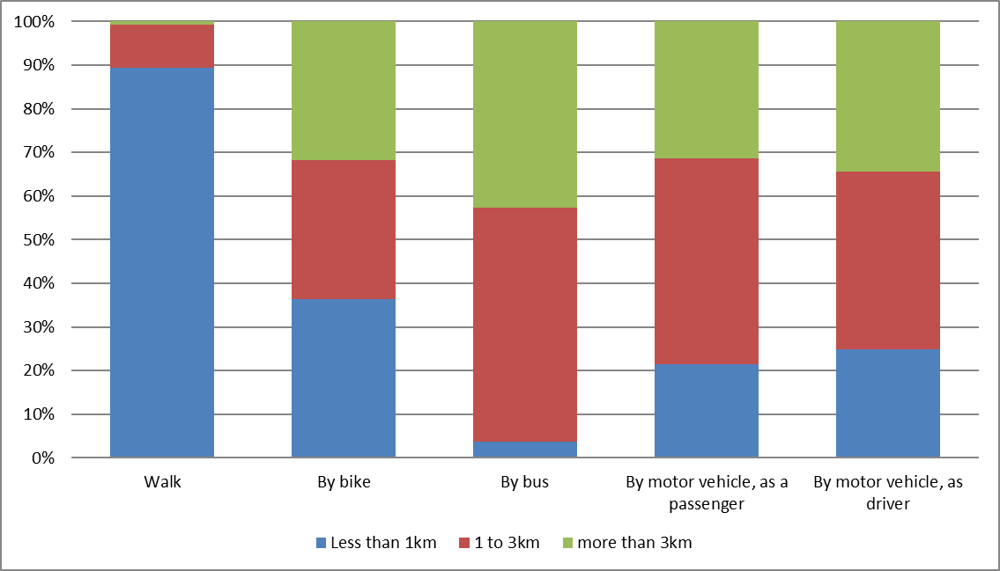 100%
90%
80%
70%
60%
50%
40%
30%
20%
10%
0%
Walk
By bike
By bus
By motor vehicle, as a
passenger
By motor vehicle, as
driver
Less than 1km
1 to 3km
more than 3km